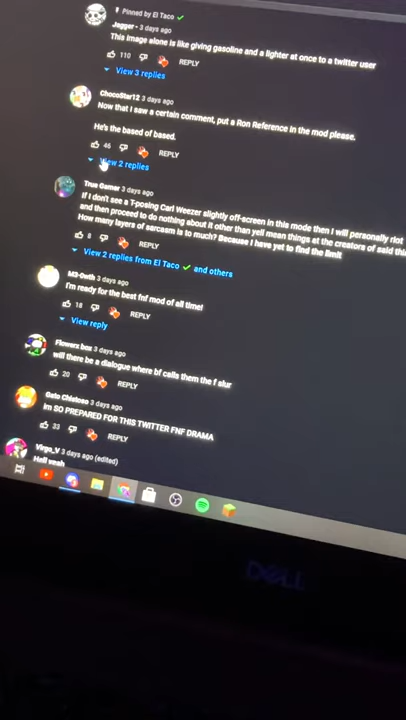 Pinned by El Taco
Jagger • 3 days ago
This image alone is like giving gasoline and a lighter at once to a twitter user
110 REPLY
View 3 replies
ChocoStar12 3 days ago
Now that I saw a certain comment, put a Ron Reference in the mod please.
He's the based of based.
46 REPLY
View 2 replies
True Gamer 3 days ago
If I don't see a T-posing Carl Weezer slightly off-screen in this mode then I will personally riot
and then proceed to do nothing about it other than yell mean things at the creators of said
How many layers of sarcasm is to much? Because I have yet to find the limit
8 REPLY
View 2 replies from El Taco and others
3 days ago
I'm ready for the best fnf mod of all time!
18 REPLY
View reply
Flowerz box 3 days ago
will there be a dialogue where bf calls them the f slur
20 REPLY
Gato Chistoso 3 days ago
im SO PREPARED FOR THIS TWITTER FNF DRAMA
33 REPLY
Virgo_V 3 days ago (edited)
Hell yeah
DELL